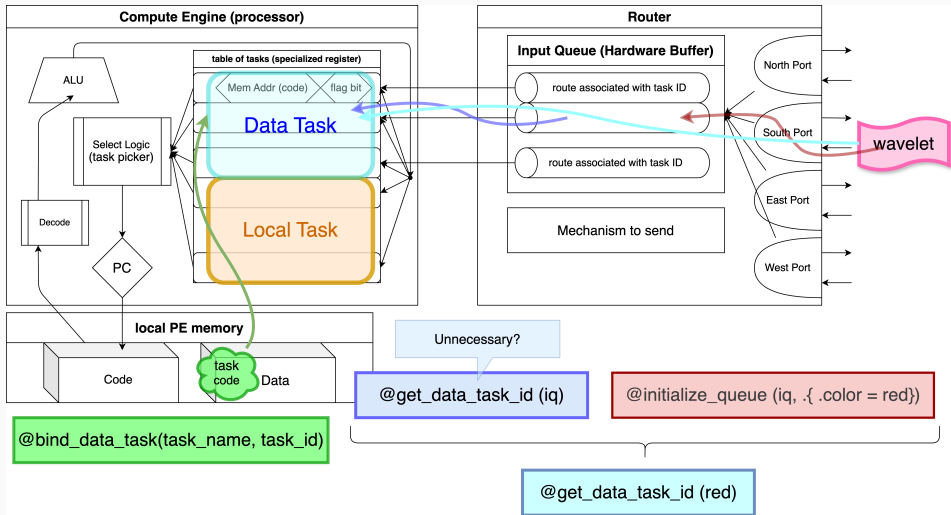 Compute Engine (processor)
Router
table of tasks (specialized register)
Input Queue (Hardware Buffer)
ALU
Mem Addr (code)
flag bit
route associated with task ID
North Port
Data Task
Select Logic
(task picker)
South Port
wavelet
route associated with task ID
Decode
Local Task
East Port
Mechanism to send
PC
West Port
local PE memory
Unnecessary?
task
code
Code
Data
@get_data_task_id (iq)
@initialize_queue (iq, .{ .color = red})
@bind_data_task(task_name, task_id)
@get_data_task_id (red)